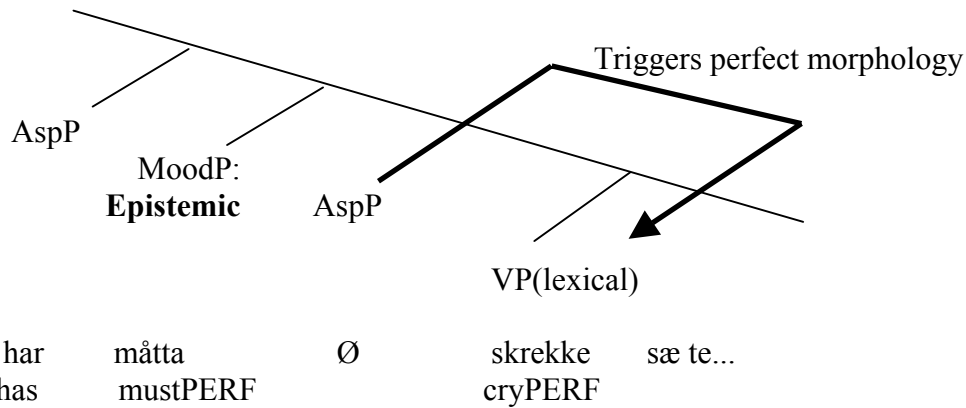 Triggers perfect morphology
AspP
MoodP:
Epistemic AspP
VP(lexical)
har måtta Ø skrekke sæ te...
has mustPERF cryPERF